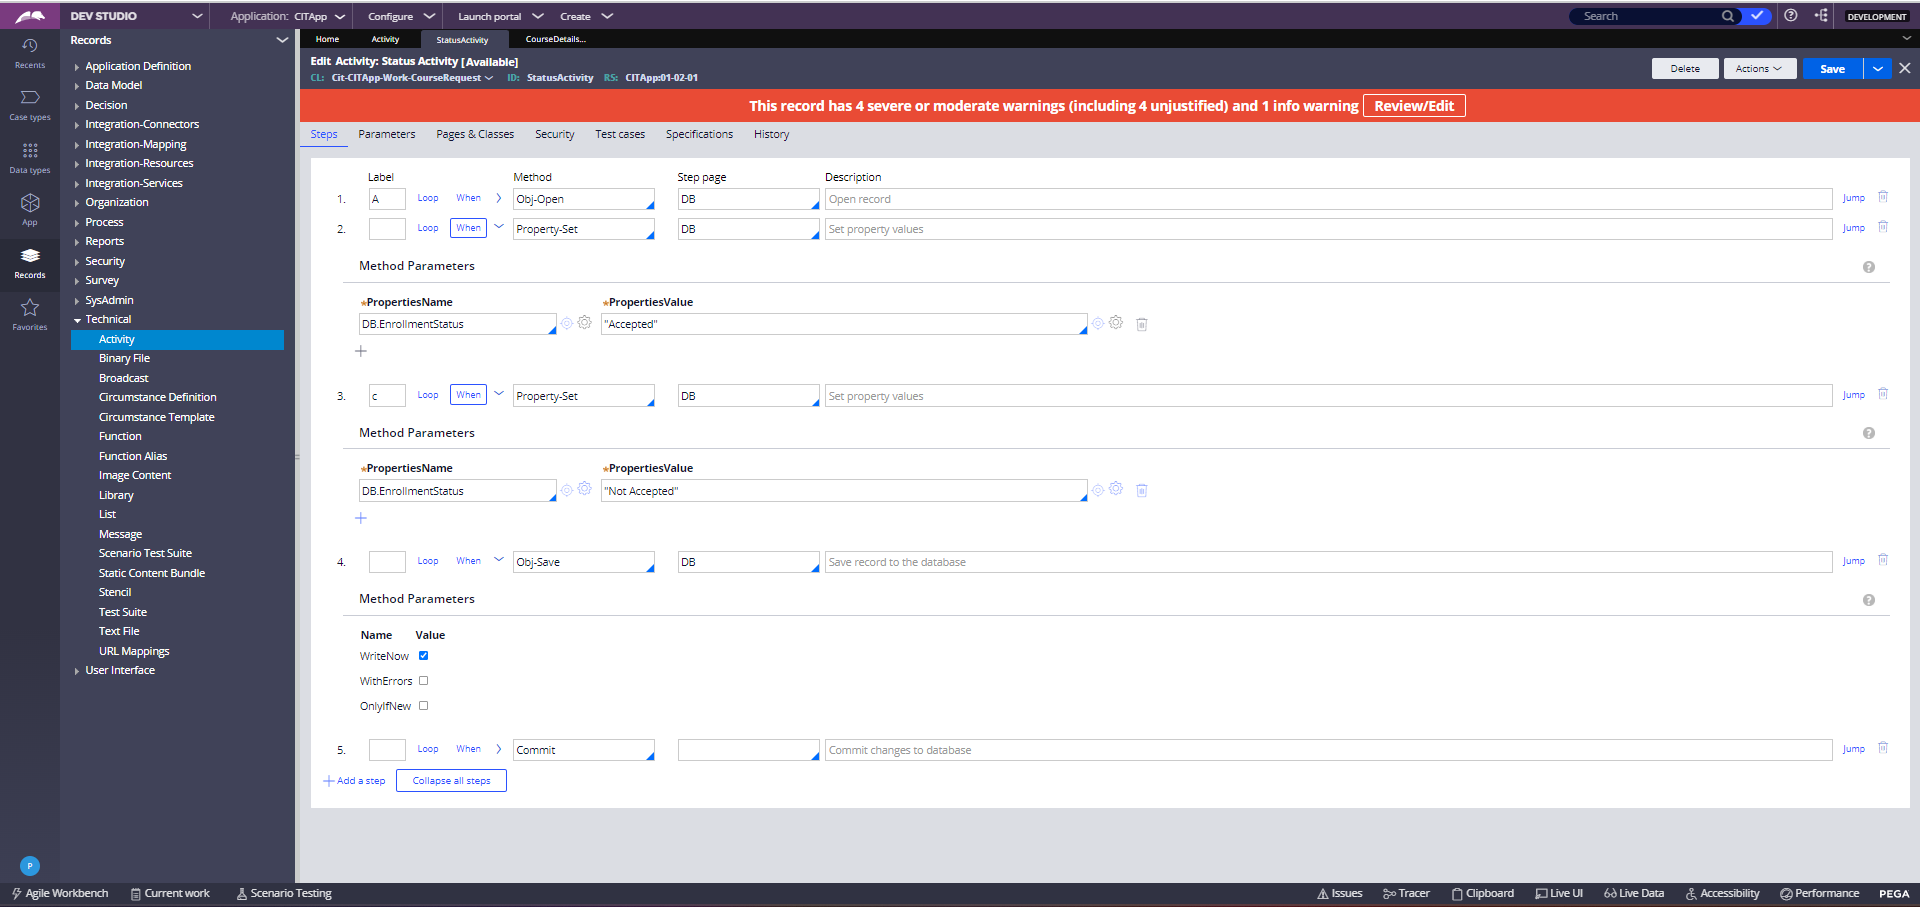 DEV STUDIO
Application: CITApp
Configure
Launch portal
Create
Search
DEVELOPMENT
Recents
Case types
Data types
App
Records
Favorites
P
Records
Application Definition
Data Model
Decision
Integration-Connectors
Integration-Mapping
Integration-Resources
Integration-Services
Organization
Process
Reports
Security
Survey
SysAdmin
Technical
Activity
Binary File
Broadcast
Circumstance Definition
Circumstance Template
Function
Function Alias
Image Content
Library
List
Message
Scenario Test Suite
Static Content Bundle
Stencil
Test Suite
Text File
URL Mappings
User Interface
Home Activity StatusActivity CourseDetails...
Edit Activity: Status Activity [Available]
CL: Cit-CITApp-Work-CourseRequest ID: StatusActivity RS: CITApp:01-02-01
Delete Actions Save
This record has 4 severe or moderate warnings (including 4 unjustified) and 1 info warning Review/Edit
Steps Parameters Pages & Classes Security Test cases Specifications History
Label Method Step page Description
1. A Loop When Obj-Open DB Open record Jump
2. Loop When Property-Set DB Set property values Jump
Method Parameters ?
*PropertiesName *PropertiesValue
DB.EnrollmentStatus "Accepted"
3. c Loop When Property-Set DB Set property values Jump
Method Parameters ?
*PropertiesName *PropertiesValue
DB.EnrollmentStatus "Not Accepted"
4. Loop When Obj-Save DB Save record to the database Jump
Method Parameters ?
Name Value
WriteNow
WithErrors
OnlyIfNew
5. Loop When Commit Commit changes to database Jump
Add a step Collapse all steps
Agile Workbench Current work Scenario Testing Issues Tracer Clipboard Live UI Live Data Accessibility Performance PEGA